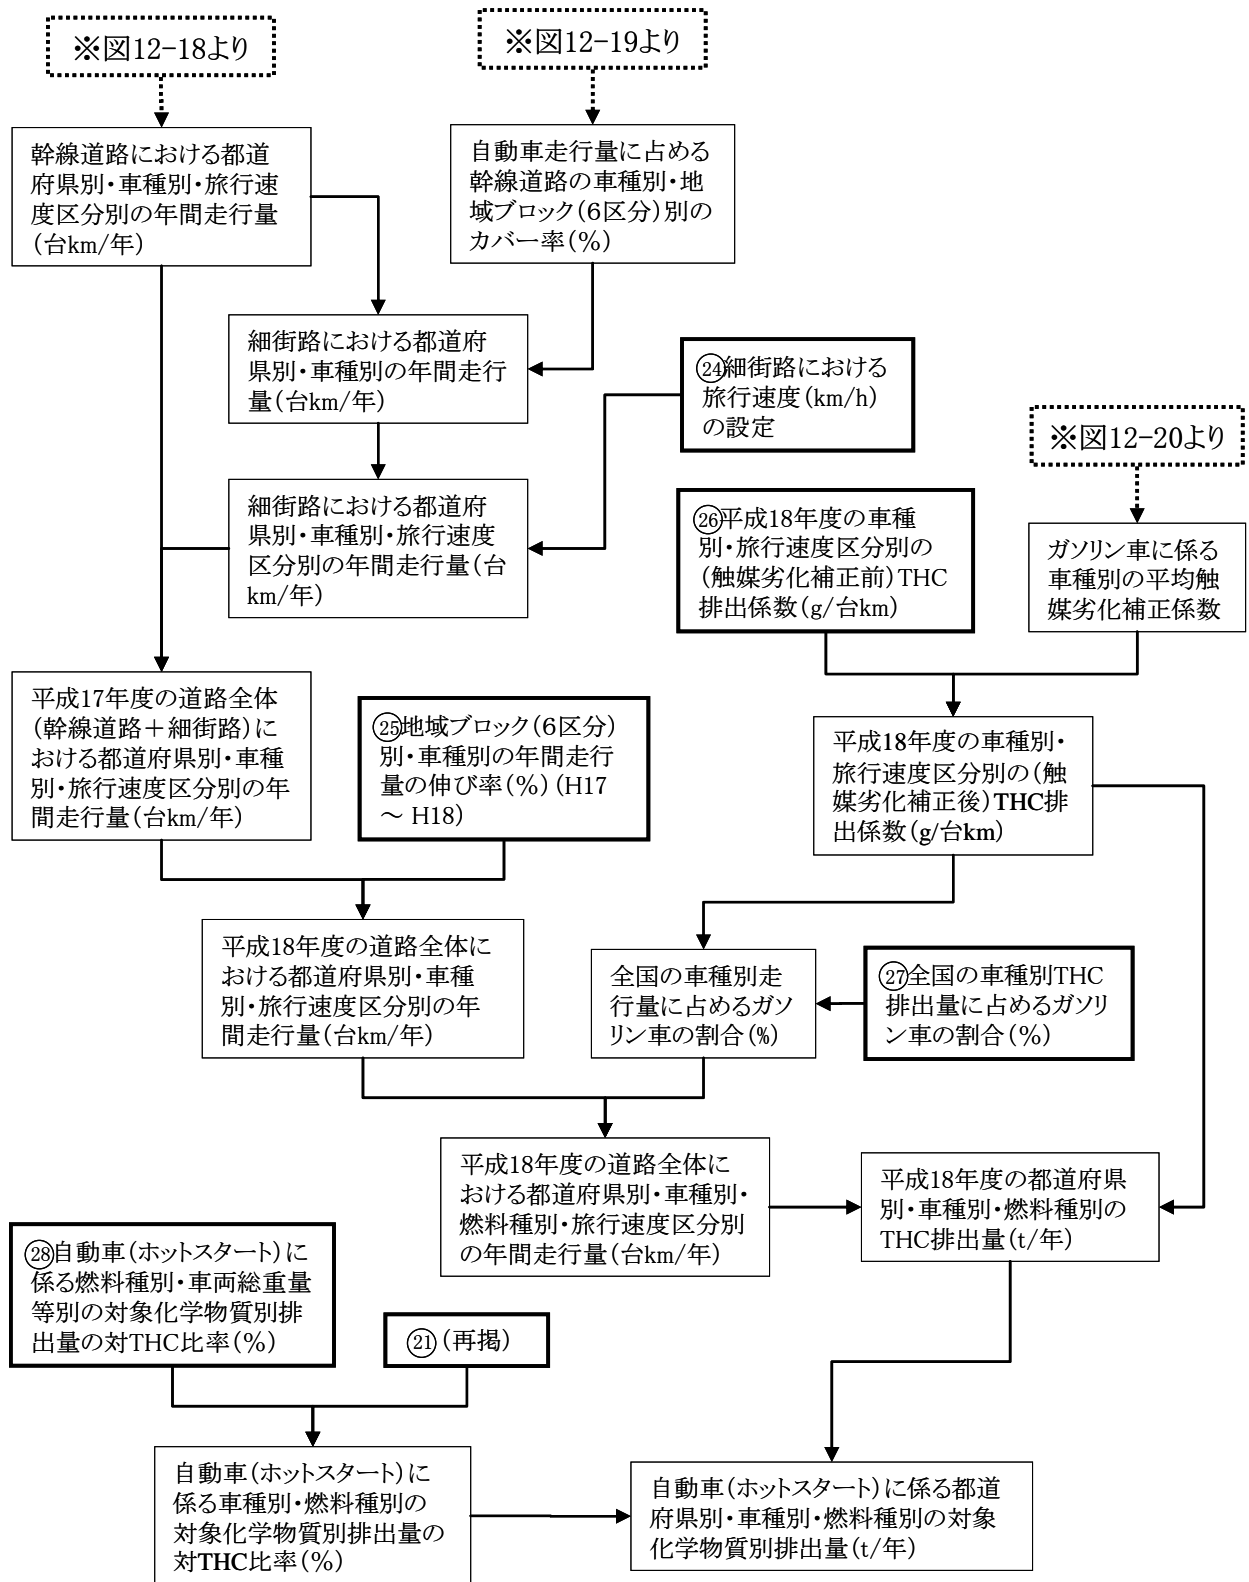 ※図12-18より
※図12-19より
幹線道路における都道
府県別・車種別・旅行速
度区分別の年間走行量
(台km/年)
自動車走行量に占める
幹線道路の車種別・地
域ブロック(6区分)別の
カバー率(%)
細街路における都道府
県別・車種別の年間走行
量(台km/年)
㉔細街路における
旅行速度(km/h)
の設定
※図12-20より
細街路における都道府
県別・車種別・旅行速度
区分別の年間走行量(台
km/年)
㉖平成18年度の車種
別・旅行速度区分別の
(触媒劣化補正前)THC
排出係数(g/台km)
ガソリン車に係る
車種別の平均触
媒劣化補正係数
平成17年度の道路全体
(幹線道路+細街路)に
おける都道府県別・車種
別・旅行速度区分別の年
間走行量(台km/年)
㉕地域ブロック(6区分)
別・車種別の年間走行
量の伸び率(%)(H17
～ H18)
平成18年度の車種別・
旅行速度区分別の(触
媒劣化補正後)THC排
出係数(g/台km)
平成18年度の道路全体に
おける都道府県別・車種
別・旅行速度区分別の年
間走行量(台km/年)
全国の車種別走
行量に占めるガソ
リン車の割合(%)
㉗全国の車種別THC
排出量に占めるガソリ
ン車の割合(%)
平成18年度の道路全体に
おける都道府県別・車種別・
燃料種別・旅行速度区分別
の年間走行量(台km/年)
平成18年度の都道府県
別・車種別・燃料種別の
THC排出量(t/年)
㉘自動車(ホットスタート)に
係る燃料種別・車両総重量
等別の対象化学物質別排
出量の対THC比率(%)
㉑(再掲)
自動車(ホットスタート)に
係る車種別・燃料種別の
対象化学物質別排出量の
対THC比率(%)
自動車(ホットスタート)に係る都道
府県別・車種別・燃料種別の対象
化学物質別排出量(t/年)